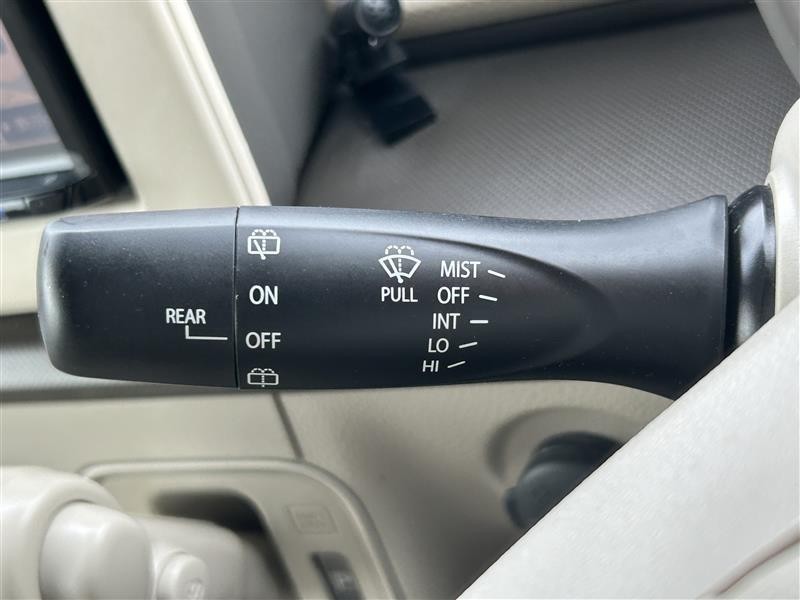 REAR
ON
OFF
PULL
MIST
OFF
INT
LO
HI